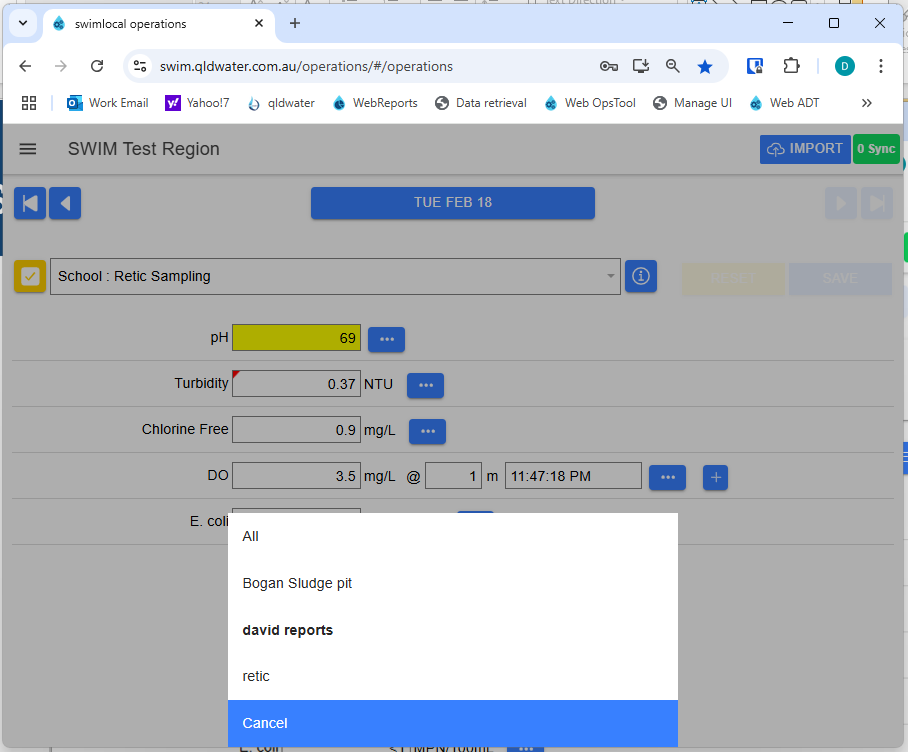 swimlocal operations
swim.qldwater.com.au/operations/#/operations
D
Work Email
Yahoo!7
qldwater
WebReports
Data retrieval
Web OpsTool
Manage UI
Web ADT
SWIM Test Region
IMPORT
0 Sync
TUE FEB 18
School : Retic Sampling
RESET
SAVE
pH 69
Turbidity 0.37 NTU
Chlorine Free 0.9 mg/L
DO 3.5 mg/L @ 1 m 11:47:18 PM
E. coli
All
Bogan Sludge pit
david reports
retic
Cancel
E. coli <1 MPN/100mL